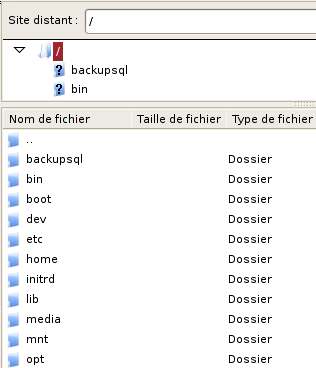 Site distant : /
/
? backupsql
? bin
Nom de fichier Taille de fichier Type de fichier
..
backupsql Dossier
bin Dossier
boot Dossier
dev Dossier
etc Dossier
home Dossier
initrd Dossier
lib Dossier
media Dossier
mnt Dossier
opt Dossier